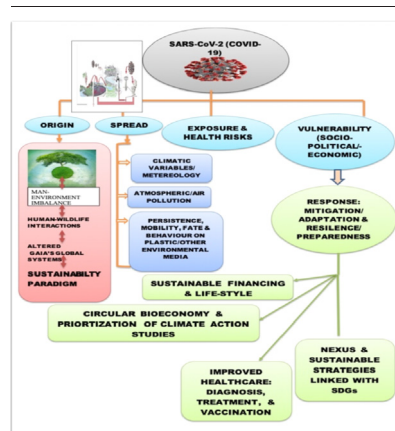 SARS-CoV-2 (COVID-
19)
ORIGIN
SPREAD
EXPOSURE &
HEALTH RISKS
VULNERABILITY
(SOCIO-
POLITICAL/-
ECONOMIC)
MAN-
ENVIRONMENT
IMBALANCE
HUMAN-WILDLIFE
INTERACTIONS
ALTERED
GAIA'S GLOBAL
SYSTEMS
SUSTAINABILTY
PARADIGM
CLIMATIC
VARIABLES/
METEREOLOGY
ATMOSPHERIC/AIR
POLLUTION
PERSISTENCE,
MOBILITY, FATE &
BEHAVIOUR ON
PLASTIC/OTHER
ENVIRONMENTAL
MEDIA
RESPONSE:
MITIGATION/
ADAPTATION &
RESILENCE/
PREPAREDNESS
SUSTAINABLE FINANCING
& LIFE-STYLE
CIRCULAR BIOECONOMY &
PRIORTIZATION OF CLIMATE ACTION
STUDIES
IMPROVED
HEALTHCARE:
DIAGNOSIS,
TREATMENT, &
VACCINATION
NEXUS &
SUSTAINABLE
STRATEGIES
LINKED WITH
SDGs